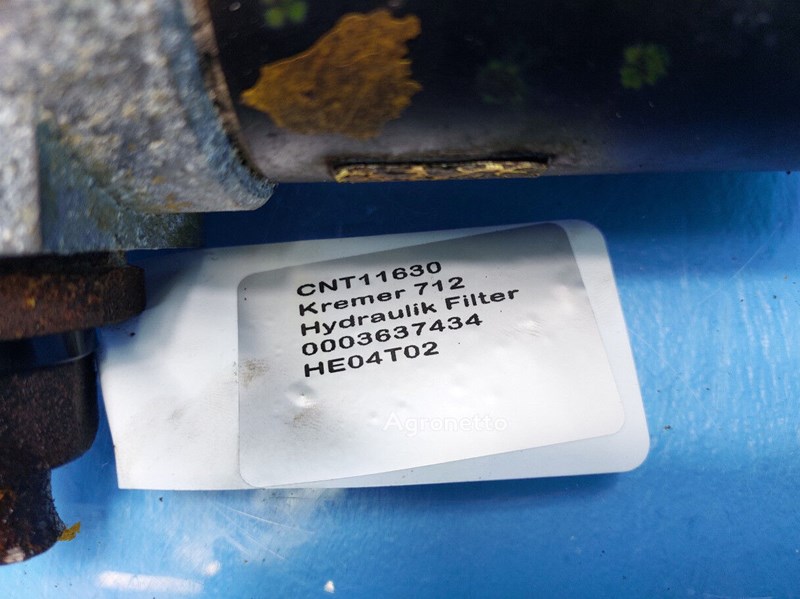 CNT11630
Kremer 712
Hydraulik Filter
0003637434
HE04T02
Agronetto